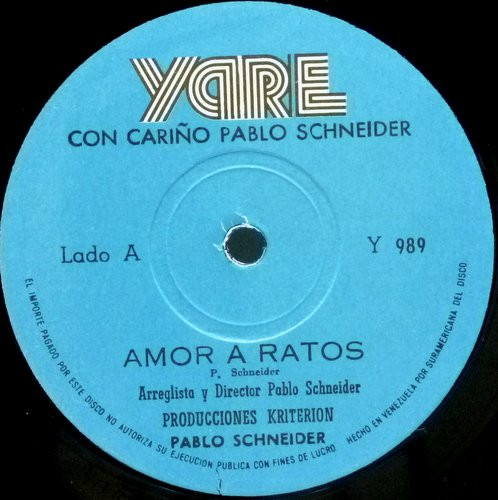 YARE
CON CARIÑO PABLO SCHNEIDER
Lado A
Y 989
AMOR A RATOS
P. Schneider
Arreglista y Director Pablo Schneider
PRODUCCIONES KRITERION
PABLO SCHNEIDER
EL IMPORTE PAGADO POR ESTE DISCO NO AUTORIZA SU EJECUCION PUBLICA CON FINES DE LUCRO. HECHO EN VENEZUELA POR SURAMERICANA DEL DISCO.